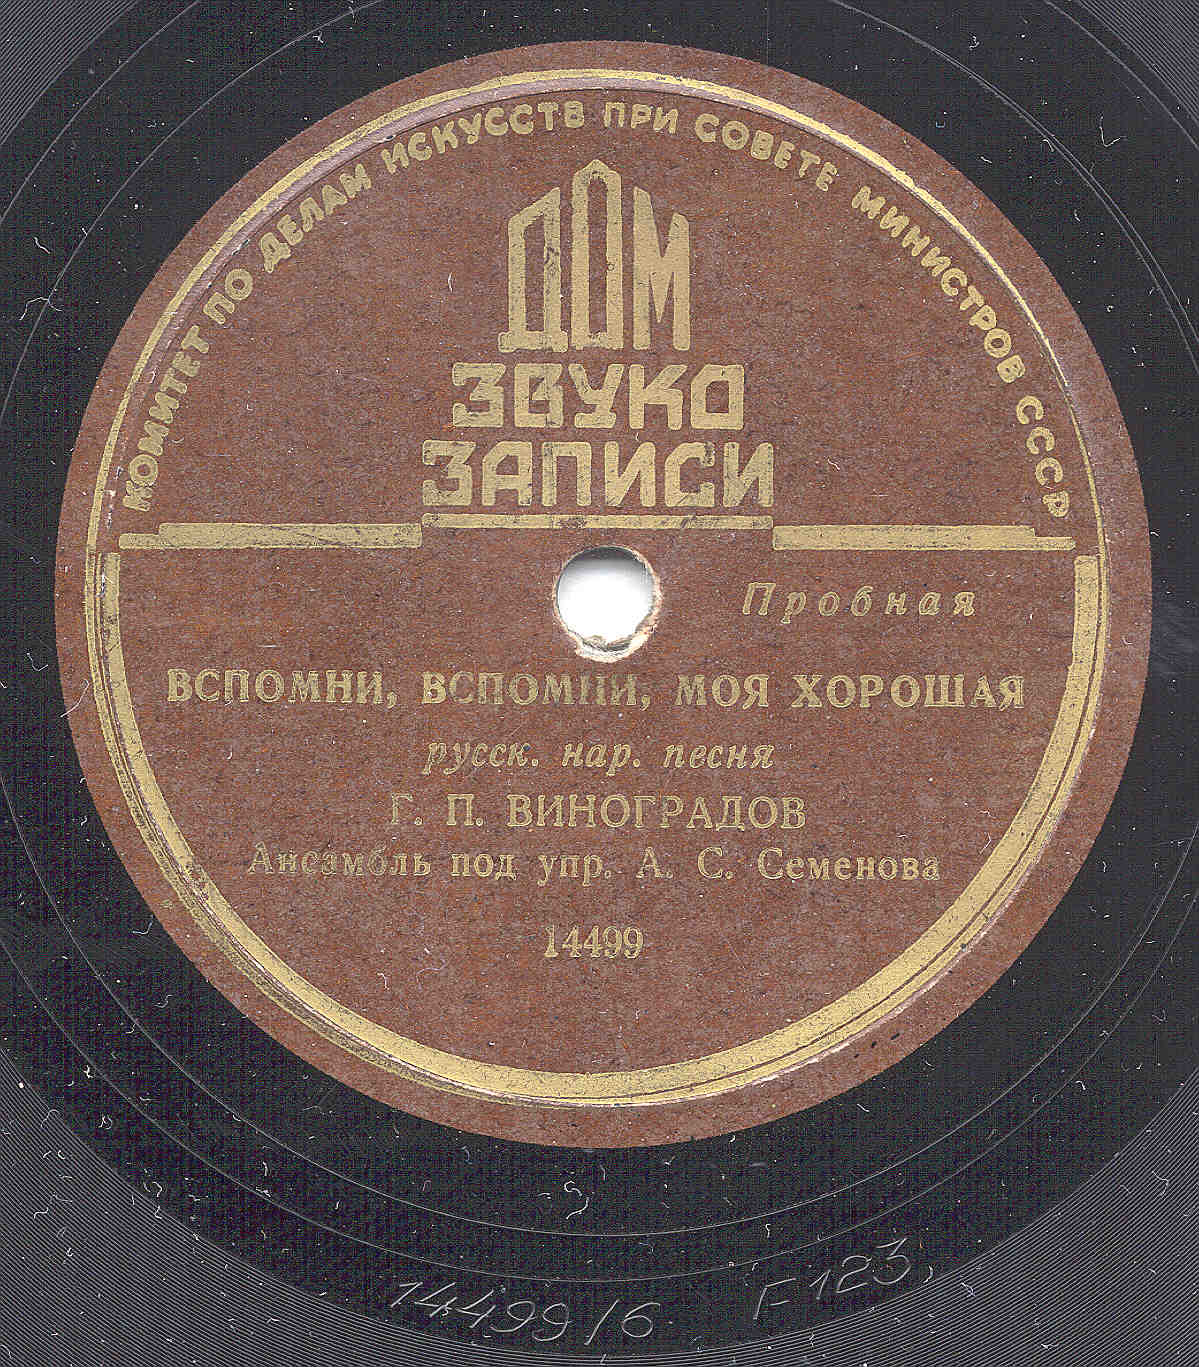 КОМИТЕТ ПО ДЕЛАМ ИСКУССТВ ПРИ СОВЕТЕ МИНИСТРОВ СССР
ДОМ
ЗВУКО
ЗАПИСИ
Пробная
ВСПОМНИ, ВСПОМНИ, МОЯ ХОРОШАЯ
русск. нар. песня
Г. П. ВИНОГРАДОВ
Ансамбль под упр. А. С. Семенова
14499
14499/6 F-123